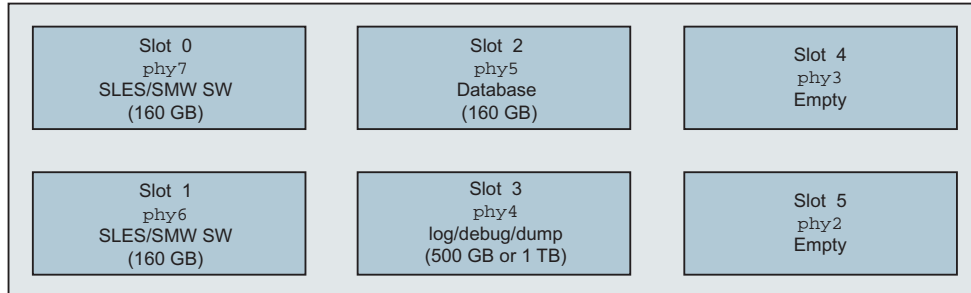 Slot 0
phy7
SLES/SMW SW
(160 GB)
Slot 2
phy5
Database
(160 GB)
Slot 4
phy3
Empty
Slot 1
phy6
SLES/SMW SW
(160 GB)
Slot 3
phy4
log/debug/dump
(500 GB or 1 TB)
Slot 5
phy2
Empty